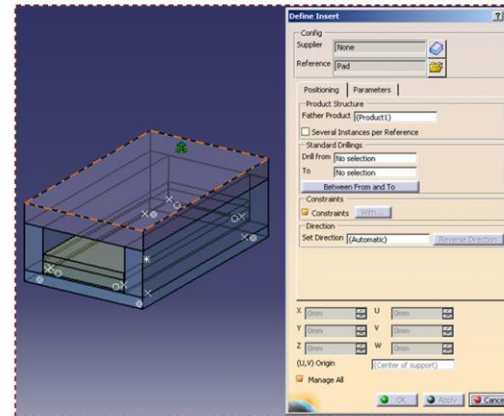 Define Insert
?
Config
Supplier None
Reference Pad
Positioning Parameters
Product Structure
Father Product (Product1)
Several Instances per Reference
Standard Drillings
Drill from No selection
To No selection
Between From and To
Constraints
Constraints With...
Direction
Set Direction (Automatic) Reverse Direction
X 0mm U 0mm
Y 0mm V 0mm
Z 0mm W 0mm
(U,V) Origin (Center of support)
Manage All
OK Apply Cance